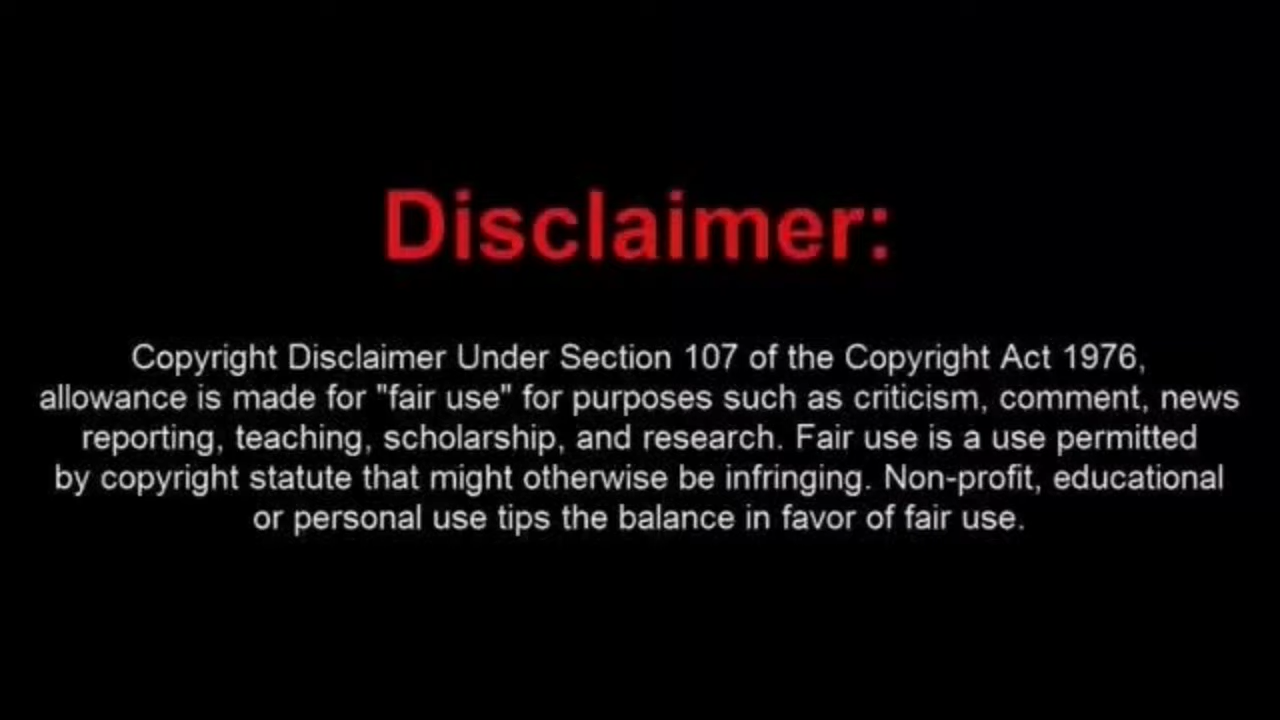 Disclaimer:
Copyright Disclaimer Under Section 107 of the Copyright Act 1976,
allowance is made for "fair use" for purposes such as criticism, comment, news
reporting, teaching, scholarship, and research. Fair use is a use permitted
by copyright statute that might otherwise be infringing. Non-profit, educational
or personal use tips the balance in favor of fair use.